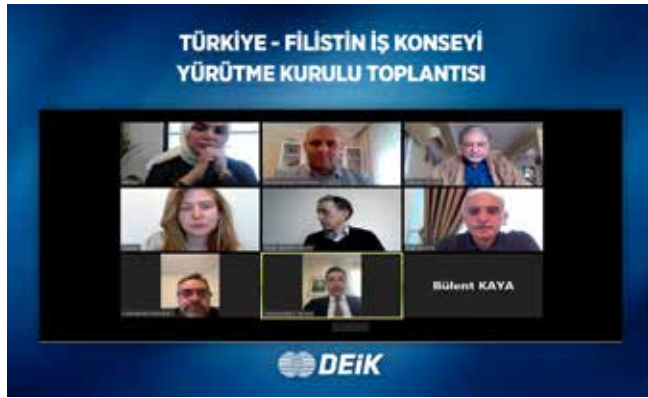 TÜRKİYE - FİLİSTİN İŞ KONSEYİ
YÜRÜTME KURULU TOPLANTISI
Bülent KAYA
DEİK